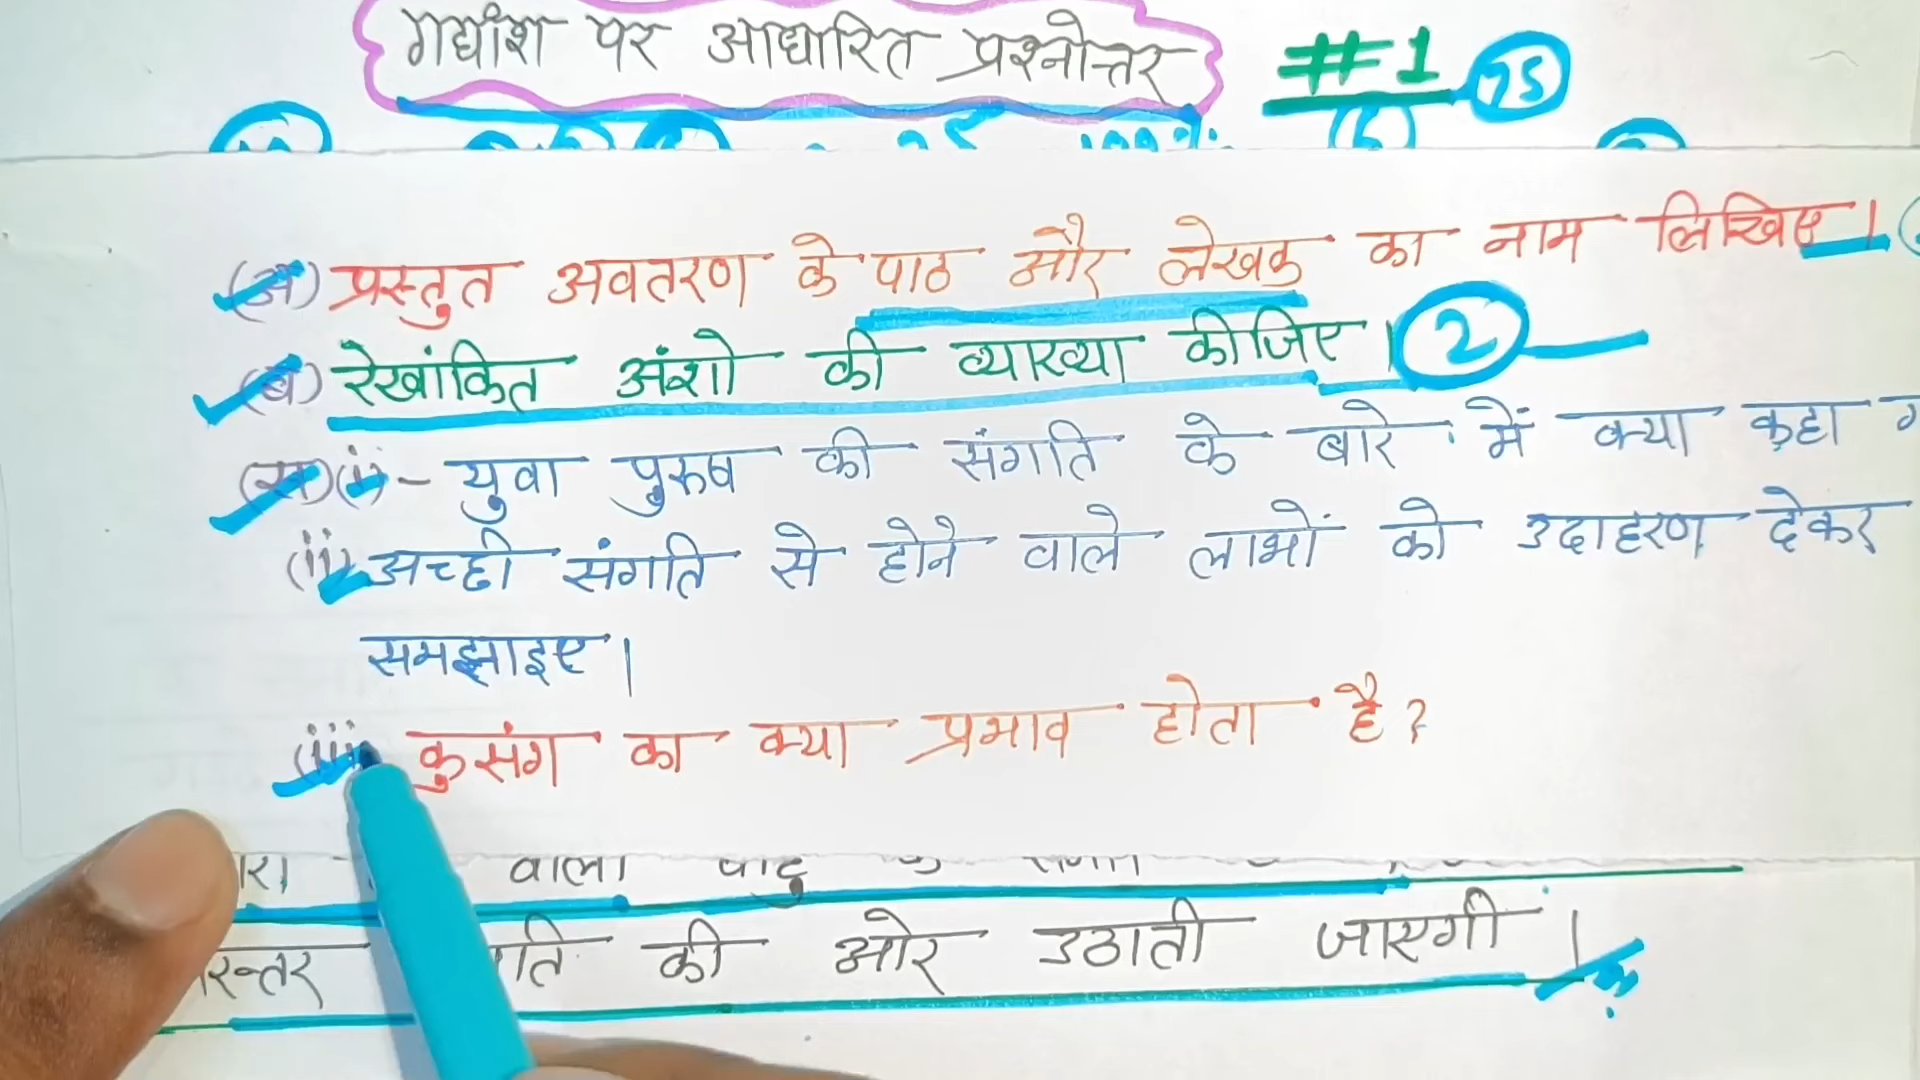 गद्यांश पर आधारित प्रश्नोत्तर #1 75
(अ) प्रस्तुत अवतरण के पाठ और लेखक का नाम लिखिए।
(ब) रेखांकित अंशो की व्याख्या कीजिए। 2
(स)(i)- युवा पुरुष की संगति के बारे में क्या कहा
(ii) अच्छी संगति से होने वाले लाभों को उदाहरण देकर
समझाइए।
(iii) कुसंग का क्या प्रभाव होता है?
की ओर उठाती जाएगी।